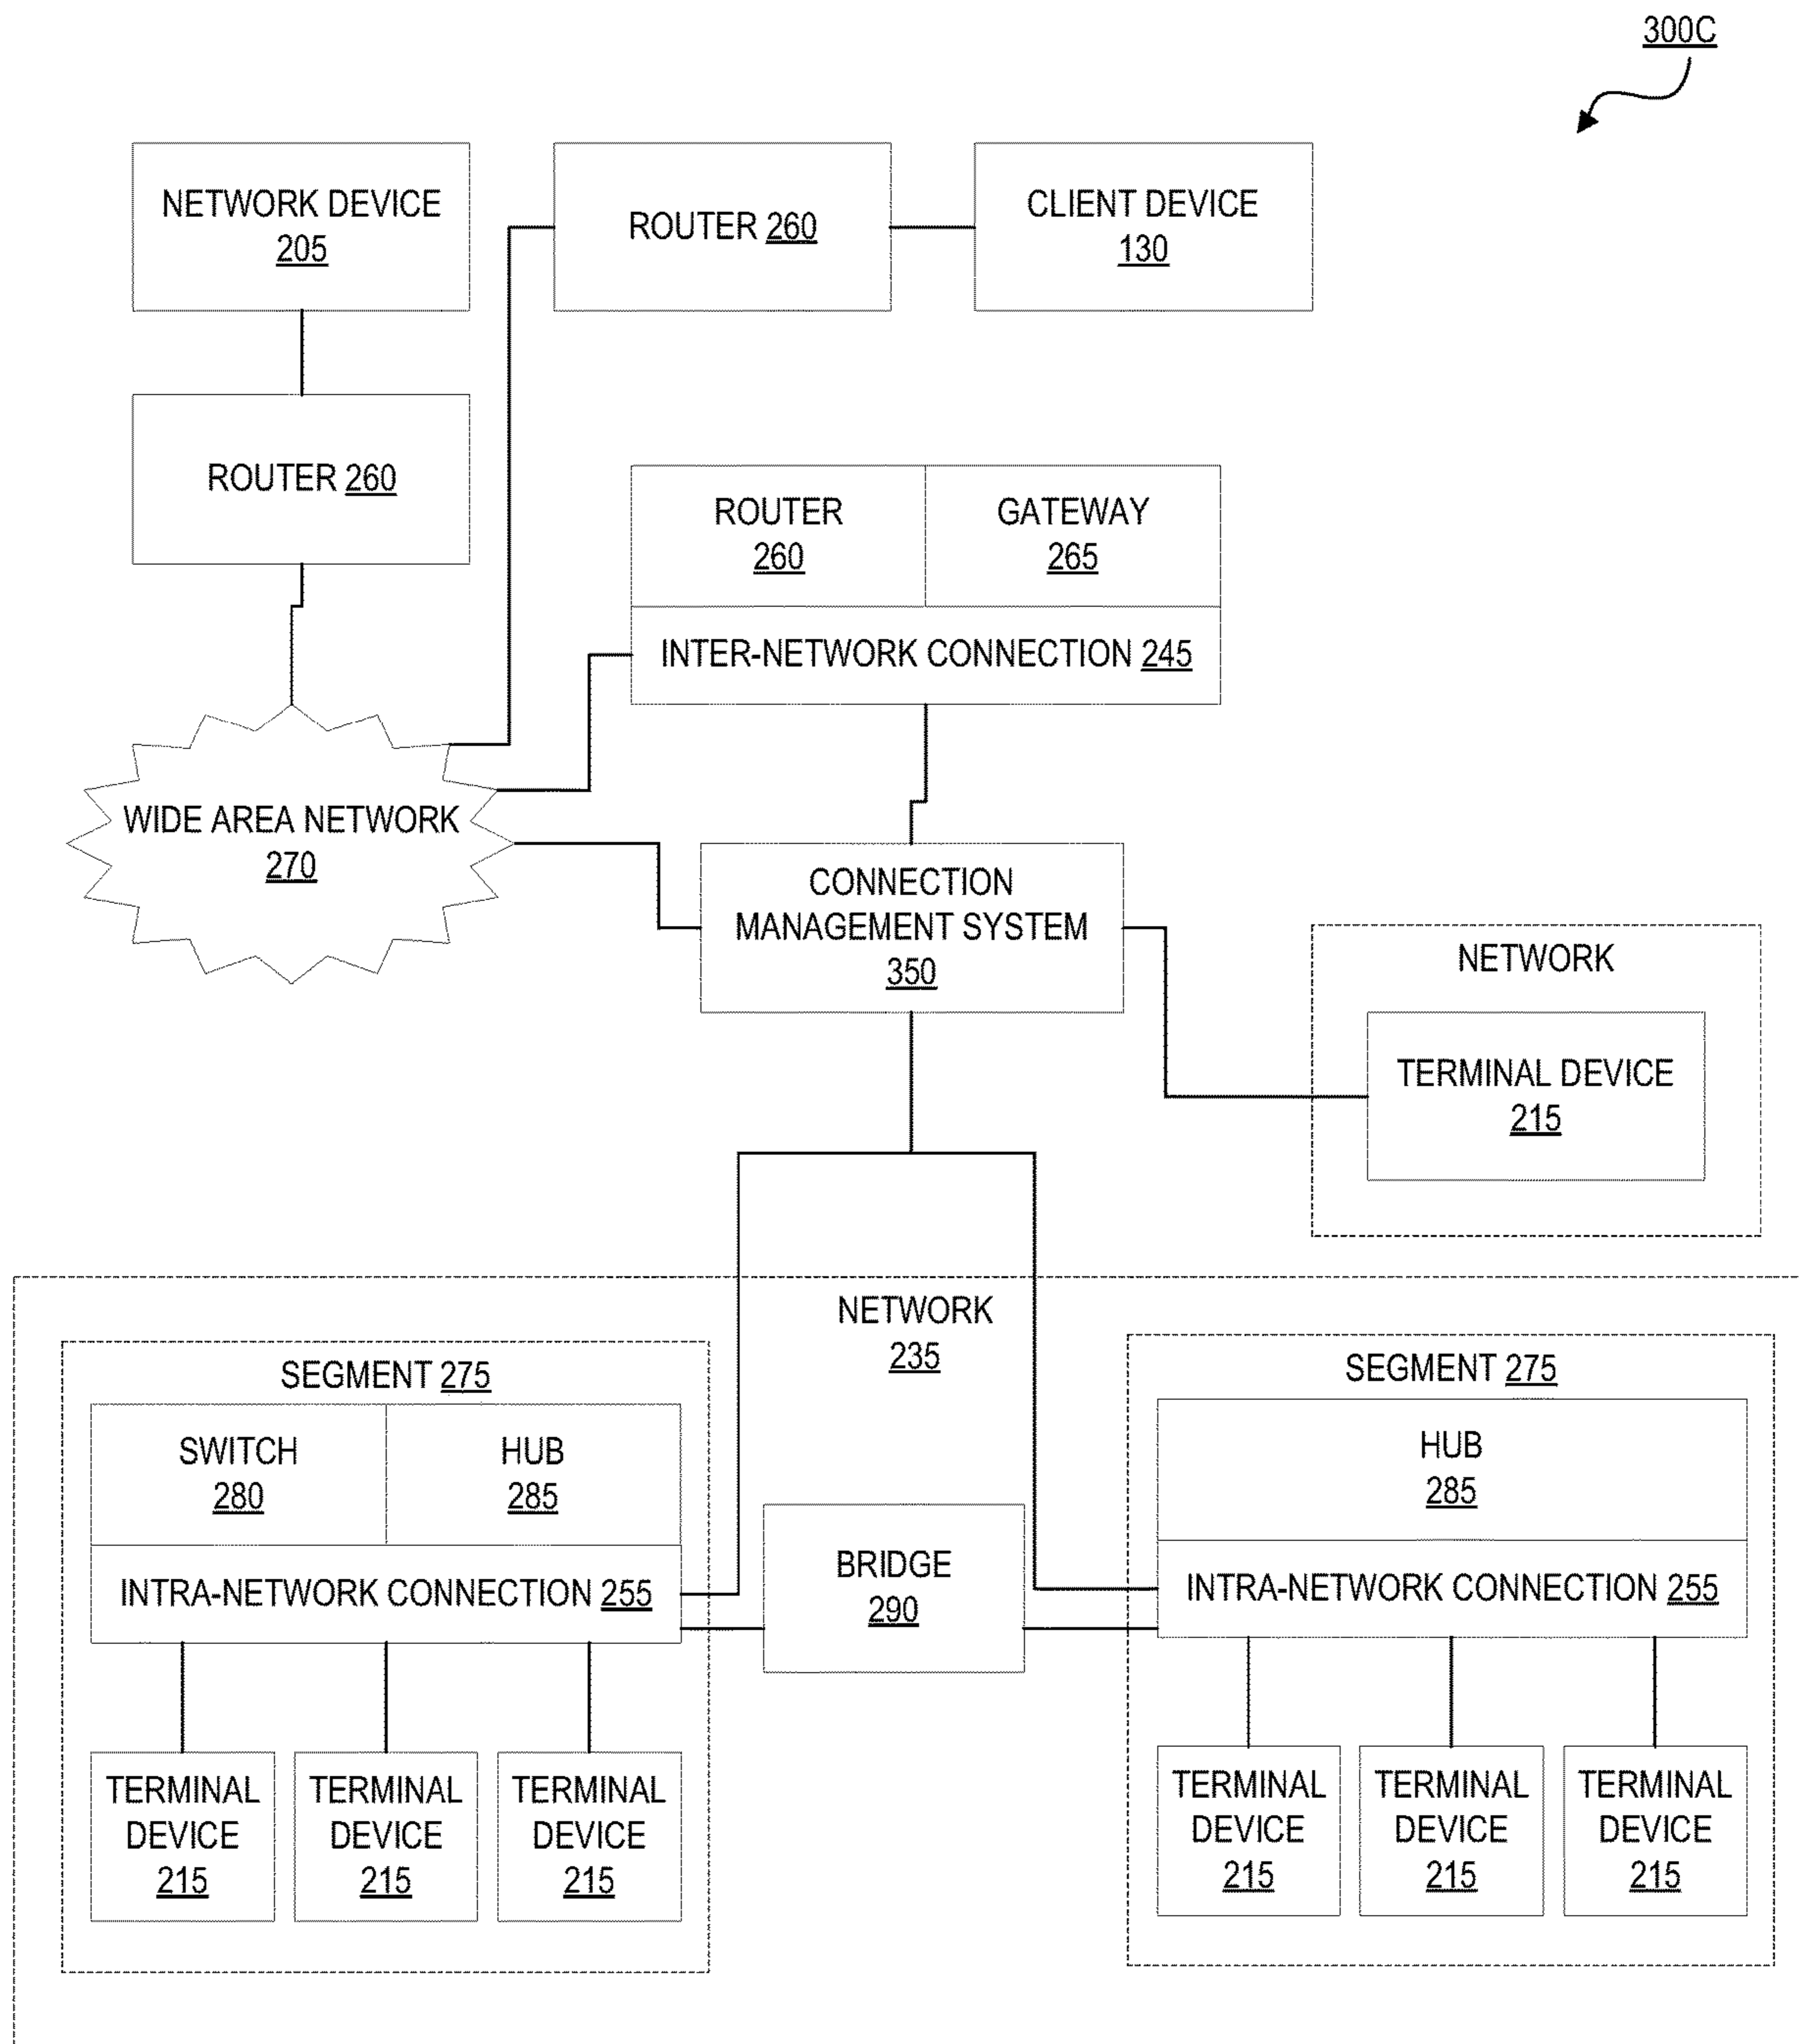 300C
NETWORK DEVICE
205
ROUTER 260
CLIENT DEVICE
130
ROUTER 260
ROUTER
260
GATEWAY
265
INTER-NETWORK CONNECTION 245
WIDE AREA NETWORK
270
CONNECTION
MANAGEMENT SYSTEM
350
NETWORK
TERMINAL DEVICE
215
NETWORK
235
SEGMENT 275
SWITCH
280
HUB
285
INTRA-NETWORK CONNECTION 255
BRIDGE
290
SEGMENT 275
HUB
285
INTRA-NETWORK CONNECTION 255
TERMINAL
DEVICE
215
TERMINAL
DEVICE
215
TERMINAL
DEVICE
215
TERMINAL
DEVICE
215
TERMINAL
DEVICE
215
TERMINAL
DEVICE
215